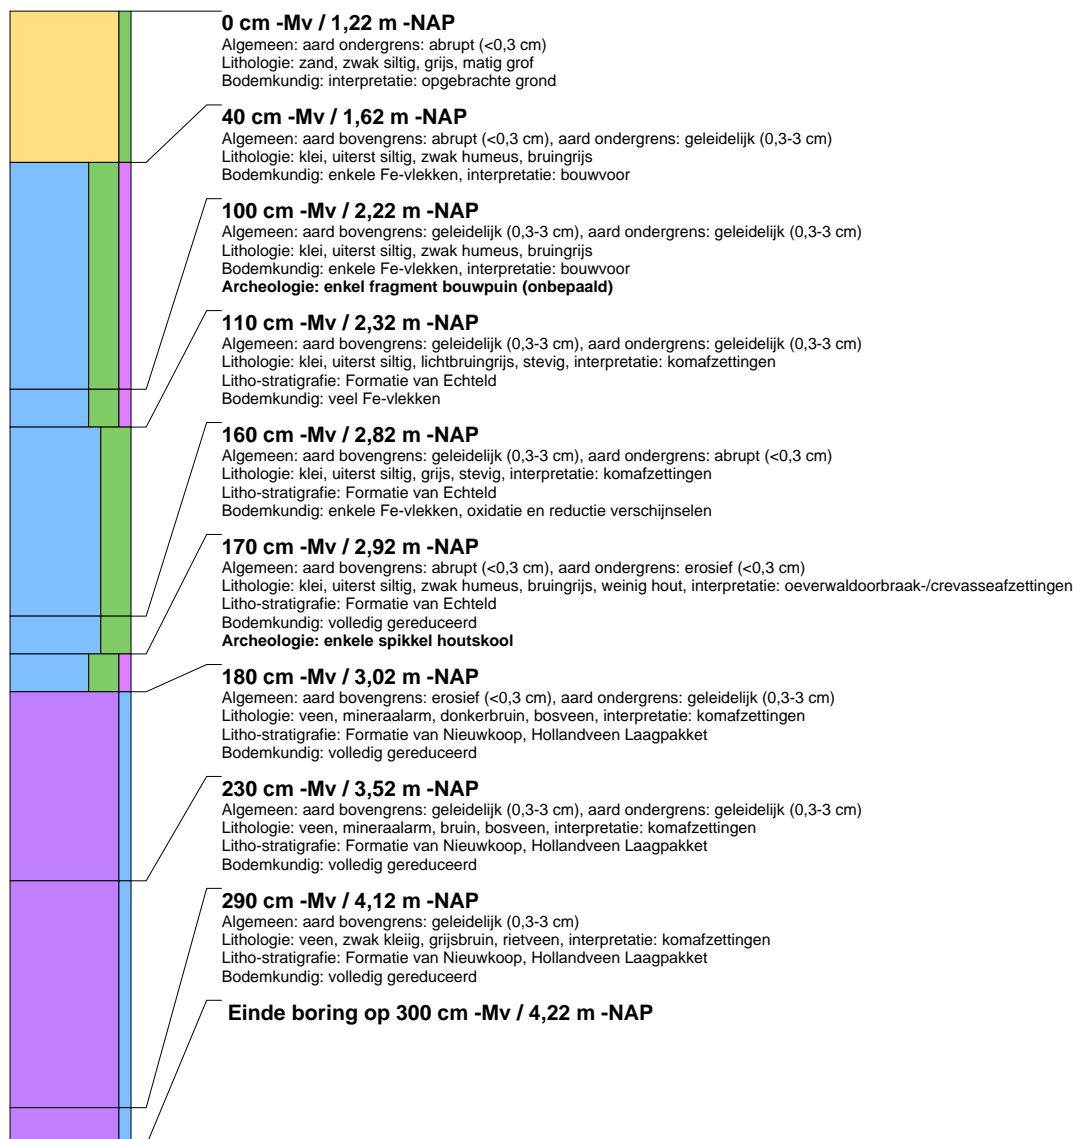 0 cm -Mv / 1,22 m -NAP
Algemeen: aard ondergrens: abrupt (<0,3 cm)
Lithologie: zand, zwak siltig, grijs, matig grof
Bodemkundig: interpretatie: opgebrachte grond
40 cm -Mv / 1,62 m -NAP
Algemeen: aard bovengrens: abrupt (<0,3 cm), aard ondergrens: geleidelijk (0,3-3 cm)
Lithologie: klei, uiterst siltig, zwak humeus, bruingrijs
Bodemkundig: enkele Fe-vlekken, interpretatie: bouwvoor
100 cm -Mv / 2,22 m -NAP
Algemeen: aard bovengrens: geleidelijk (0,3-3 cm), aard ondergrens: geleidelijk (0,3-3 cm)
Lithologie: klei, uiterst siltig, zwak humeus, bruingrijs
Bodemkundig: enkele Fe-vlekken, interpretatie: bouwvoor
Archeologie: enkel fragment bouwpuin (onbepaald)
110 cm -Mv / 2,32 m -NAP
Algemeen: aard bovengrens: geleidelijk (0,3-3 cm), aard ondergrens: geleidelijk (0,3-3 cm)
Lithologie: klei, uiterst siltig, lichtbruingrijs, stevig, interpretatie: komafzettingen
Litho-stratigrafie: Formatie van Echteld
Bodemkundig: veel Fe-vlekken
160 cm -Mv / 2,82 m -NAP
Algemeen: aard bovengrens: geleidelijk (0,3-3 cm), aard ondergrens: abrupt (<0,3 cm)
Lithologie: klei, uiterst siltig, grijs, stevig, interpretatie: komafzettingen
Litho-stratigrafie: Formatie van Echteld
Bodemkundig: enkele Fe-vlekken, oxidatie en reductie verschijnselen
170 cm -Mv / 2,92 m -NAP
Algemeen: aard bovengrens: abrupt (<0,3 cm), aard ondergrens: erosief (<0,3 cm)
Lithologie: klei, uiterst siltig, zwak humeus, bruingrijs, weinig hout, interpretatie: oeverwaldoorbraak-/crevasseafzettingen
Litho-stratigrafie: Formatie van Echteld
Bodemkundig: volledig gereduceerd
Archeologie: enkele spikkel houtskool
180 cm -Mv / 3,02 m -NAP
Algemeen: aard bovengrens: erosief (<0,3 cm), aard ondergrens: geleidelijk (0,3-3 cm)
Lithologie: veen, mineraalarm, donkerbruin, bosveen, interpretatie: komafzettingen
Litho-stratigrafie: Formatie van Nieuwkoop, Hollandveen Laagpakket
Bodemkundig: volledig gereduceerd
230 cm -Mv / 3,52 m -NAP
Algemeen: aard bovengrens: geleidelijk (0,3-3 cm), aard ondergrens: geleidelijk (0,3-3 cm)
Lithologie: veen, mineraalarm, bruin, bosveen, interpretatie: komafzettingen
Litho-stratigrafie: Formatie van Nieuwkoop, Hollandveen Laagpakket
Bodemkundig: volledig gereduceerd
290 cm -Mv / 4,12 m -NAP
Algemeen: aard bovengrens: geleidelijk (0,3-3 cm)
Lithologie: veen, zwak kleiig, grijsbruin, rietveen, interpretatie: komafzettingen
Litho-stratigrafie: Formatie van Nieuwkoop, Hollandveen Laagpakket
Bodemkundig: volledig gereduceerd
Einde boring op 300 cm -Mv / 4,22 m -NAP